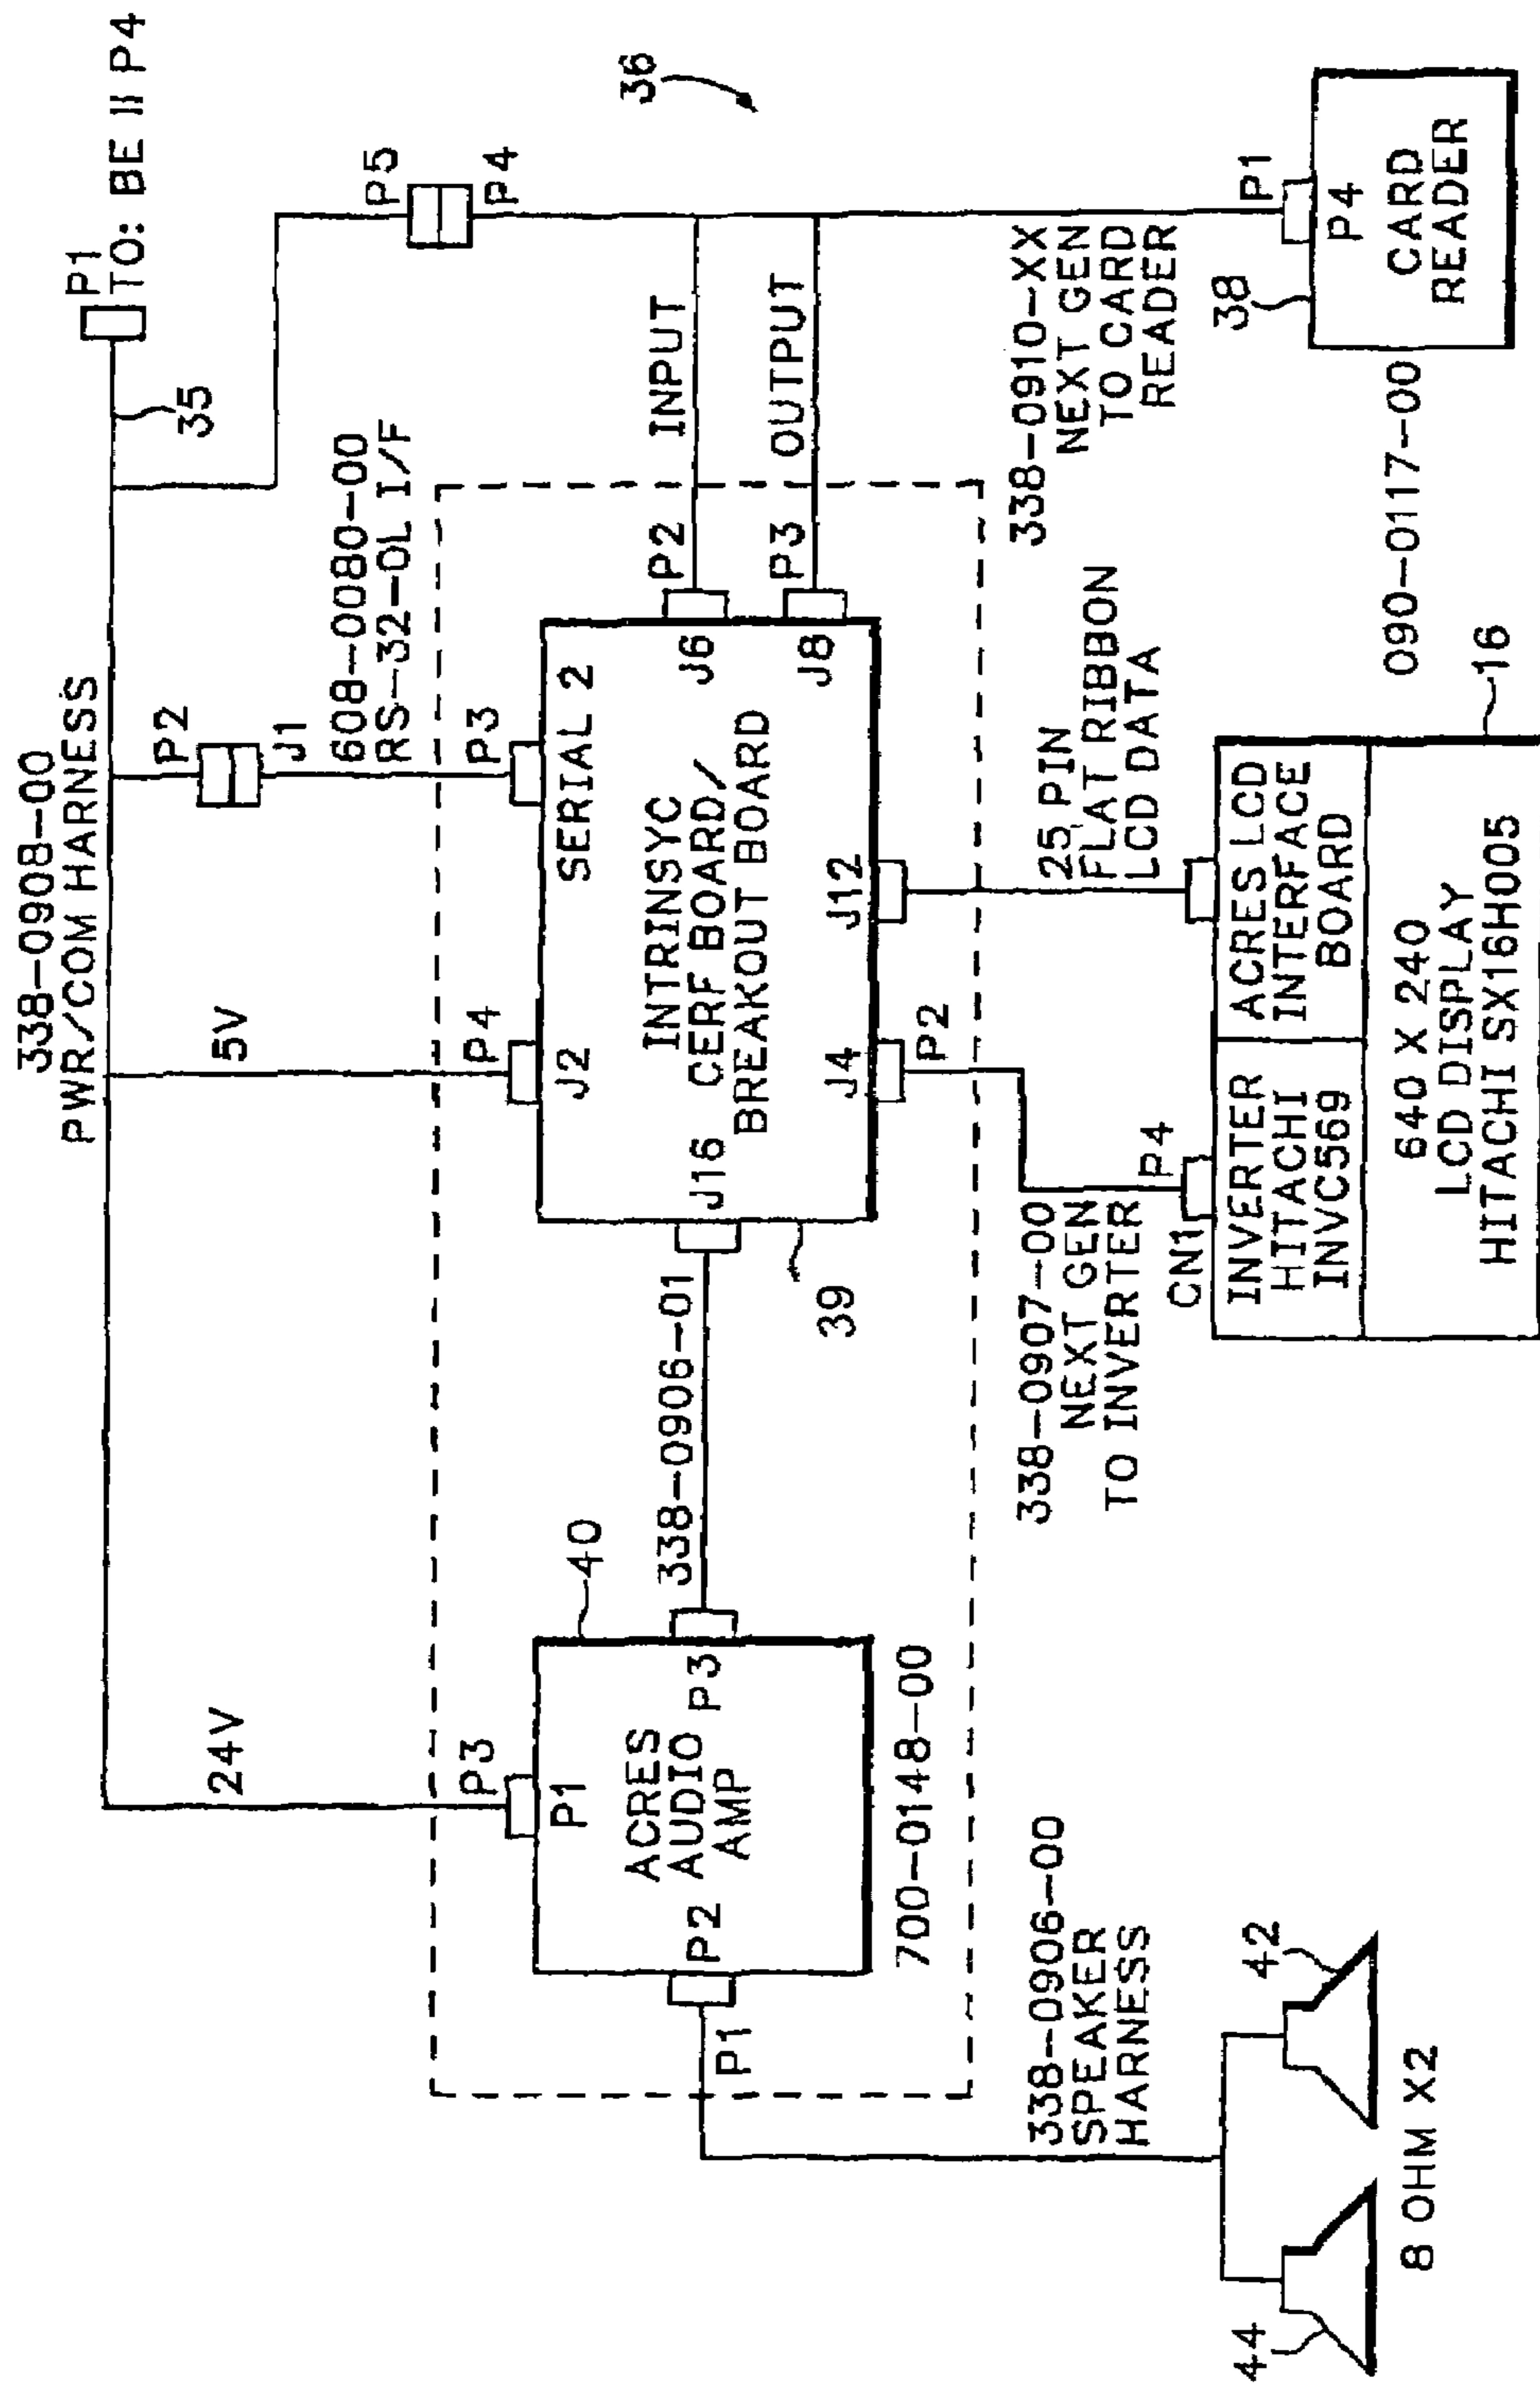 338-0908-00
PWR/COM HARNESS
P1
TO: BE II P4
35
24V
5V
P2
J1
608-0080-00
RS-32-0L I/F
P5
P4
36
40
P3
P1
ACRES
AUDIO
AMP
P2
P3
P1
700-0148-00
338-0906-01
P4
J2
P3
SERIAL 2
J16
INTRINSYC
CERF BOARD/
BREAKOUT BOARD
J6
J8
J4
J12
39
P2
INPUT
P3
OUTPUT
P2
338-0906-00
SPEAKER
HARNESS
44
42
8 OHM X2
338-0907-00
NEXT GEN
TO INVERTER
CN1
P4
25 PIN
FLAT RIBBON
LCD DATA
INVERTER
HITACHI
INVC569
ACRES LCD
INTERFACE
BOARD
640 X 240
LCD DISPLAY
HITACHI SX16H005
16
338-0910-XX
NEXT GEN
TO CARD
READER
P1
P4
38
CARD
READER
090-0117-00